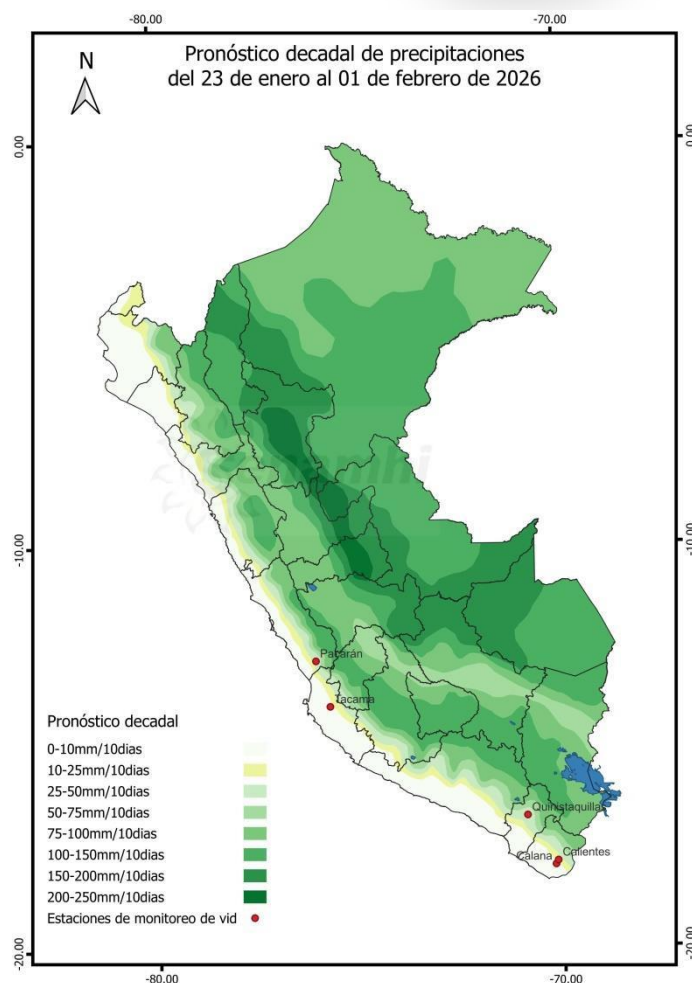 -80.00
-70.00
Pronóstico decadal de precipitaciones
del 23 de enero al 01 de febrero de 2026
N
0.00
0.00
senamhi
-10.00
-10.00
Pacarán
Tacama
Quinistaquillas
Calientes
Calana
Pronóstico decadal
0-10mm/10dias
10-25mm/10dias
25-50mm/10dias
50-75mm/10dias
75-100mm/10dias
100-150mm/10dias
150-200mm/10dias
200-250mm/10dias
Estaciones de monitoreo de vid
-20.00
-20.00
-80.00
-70.00